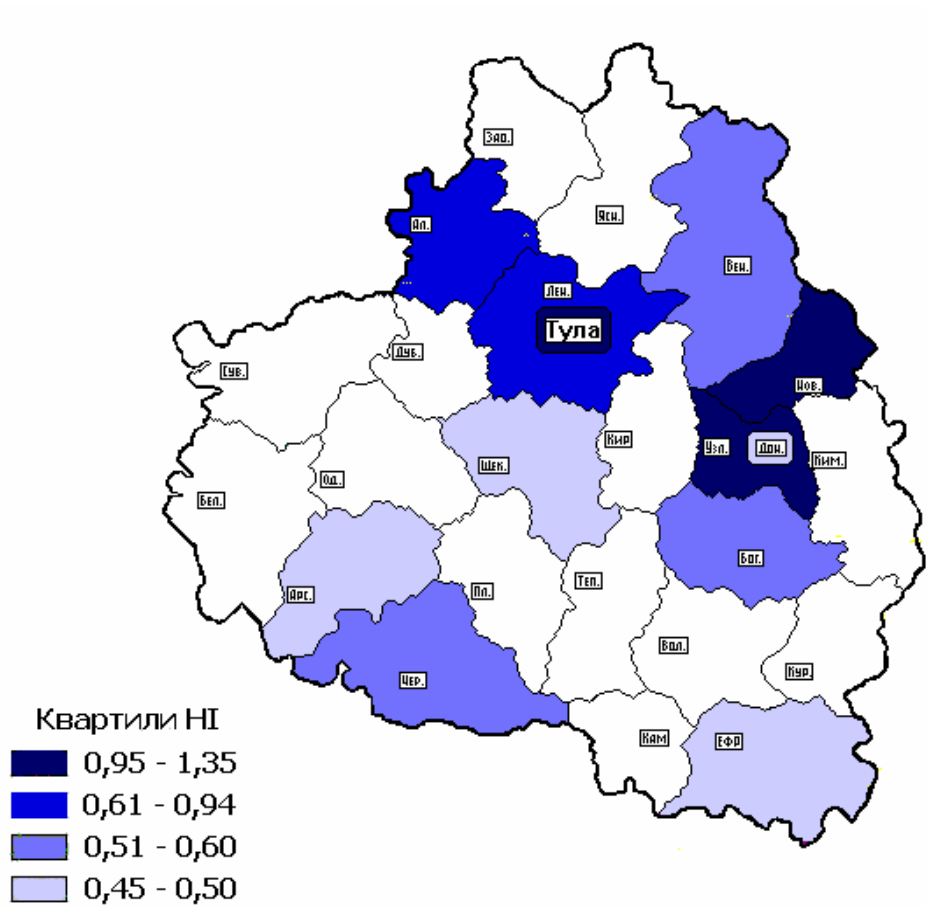 Зао.
Ясн.
Ал.
Вен.
Лен.
Тула
Сув.
Дув.
Нов.
Кир
Узл.
Дон.
Ким.
Щек.
Бел.
Од.
Арс.
Пл.
Теп.
Бог.
Чер.
Вол.
Кур.
Кам
Ефр
Квартили HI
0,95 - 1,35
0,61 - 0,94
0,51 - 0,60
0,45 - 0,50